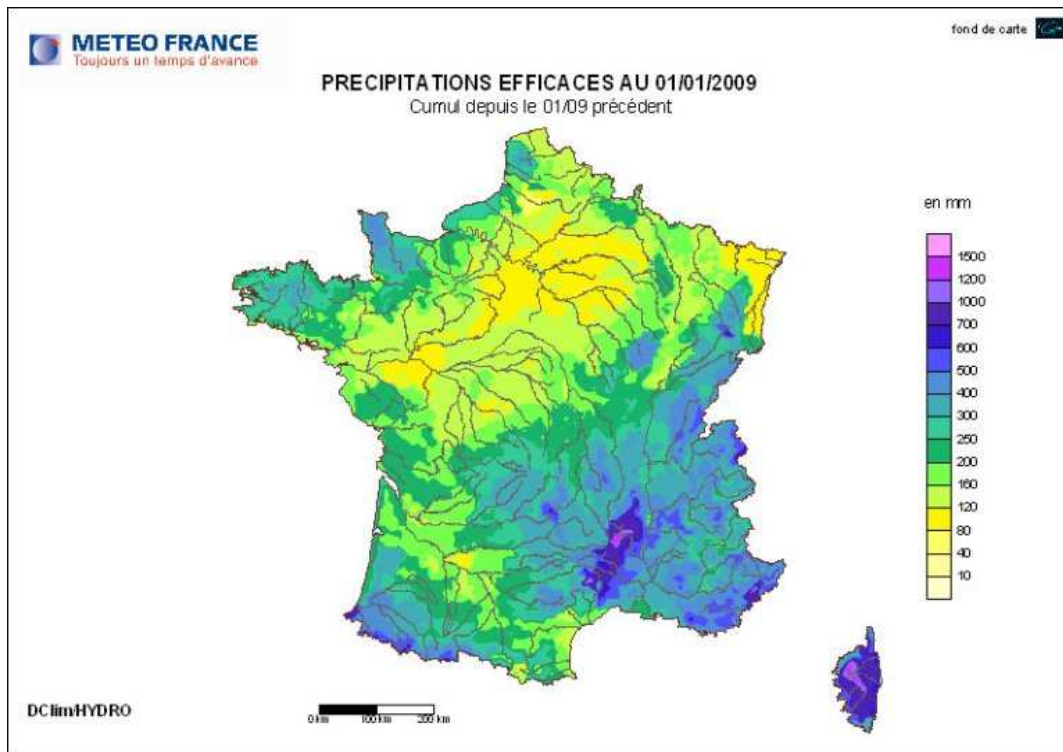 METEO FRANCE
Toujours un temps d'avance
fond de carte
PRECIPITATIONS EFFICACES AU 01/01/2009
Cumul depuis le 01/09 précédent
en mm
1500
1200
1000
700
600
500
400
300
250
200
160
120
80
40
10
DClim/HYDRO
0 km 100 km 200 km